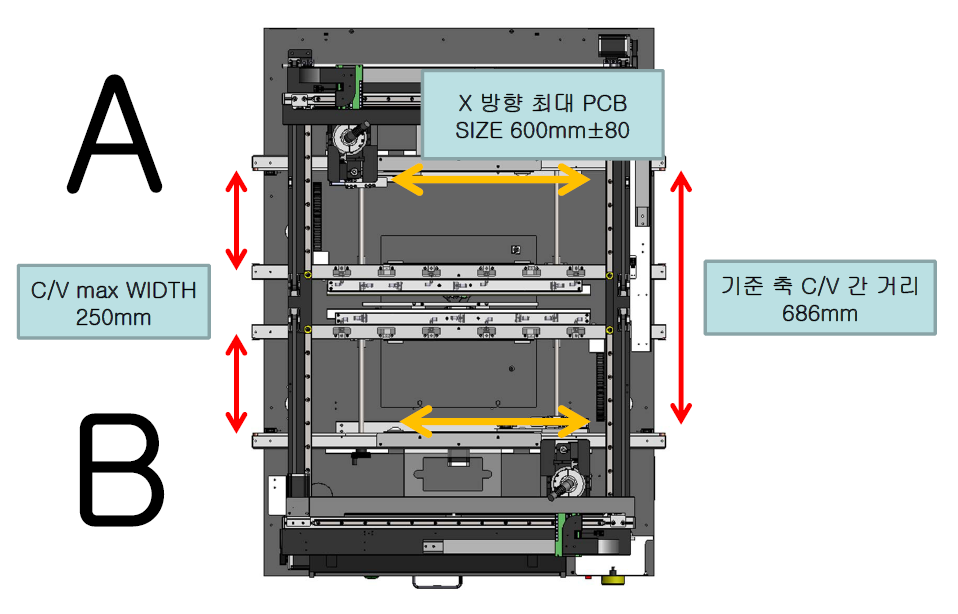 A
X 방향 최대 PCB
SIZE 600mm±80
C/V max WIDTH
250mm
기준 축 C/V 간 거리
686mm
B